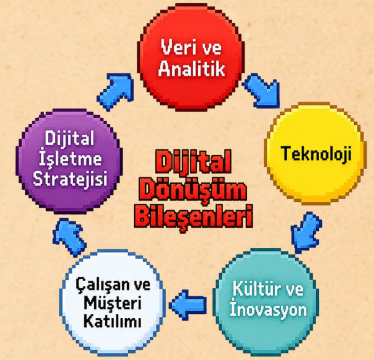 Veri ve
Analitik
Teknoloji
Kültür ve
İnovasyon
Çalışan ve
Müşteri
Katılımı
Dijital
İşletme
Stratejisi
Dijital
Dönüşüm
Bileşenleri